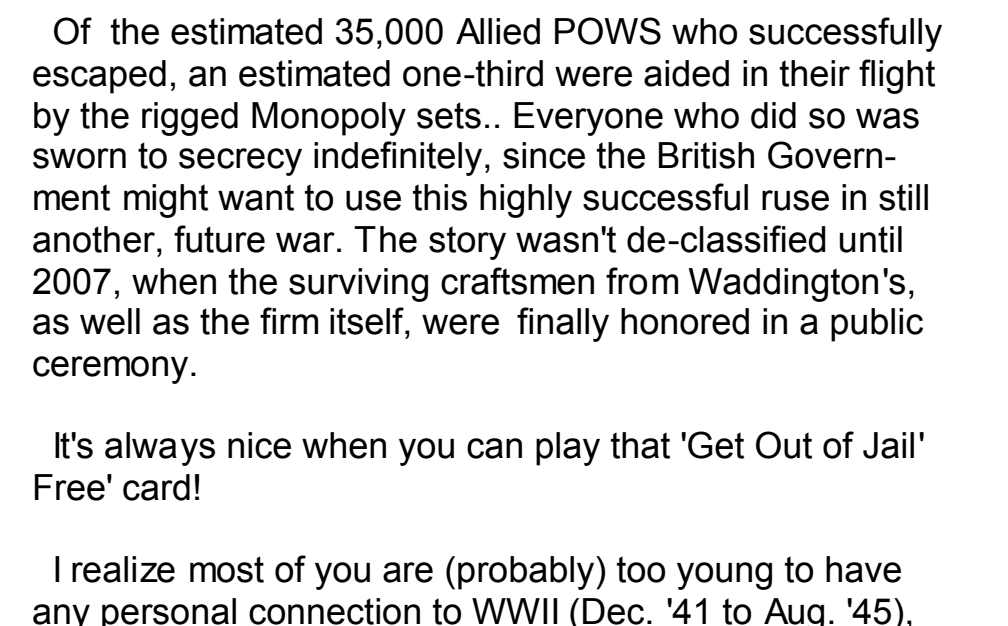 Of the estimated 35,000 Allied POWS who successfully
escaped, an estimated one-third were aided in their flight
by the rigged Monopoly sets.. Everyone who did so was
sworn to secrecy indefinitely, since the British Govern-
ment might want to use this highly successful ruse in still
another, future war. The story wasn't de-classified until
2007, when the surviving craftsmen from Waddington's,
as well as the firm itself, were finally honored in a public
ceremony.
It's always nice when you can play that 'Get Out of Jail'
Free' card!
I realize most of you are (probably) too young to have
any personal connection to WWII (Dec. '41 to Aug. '45),